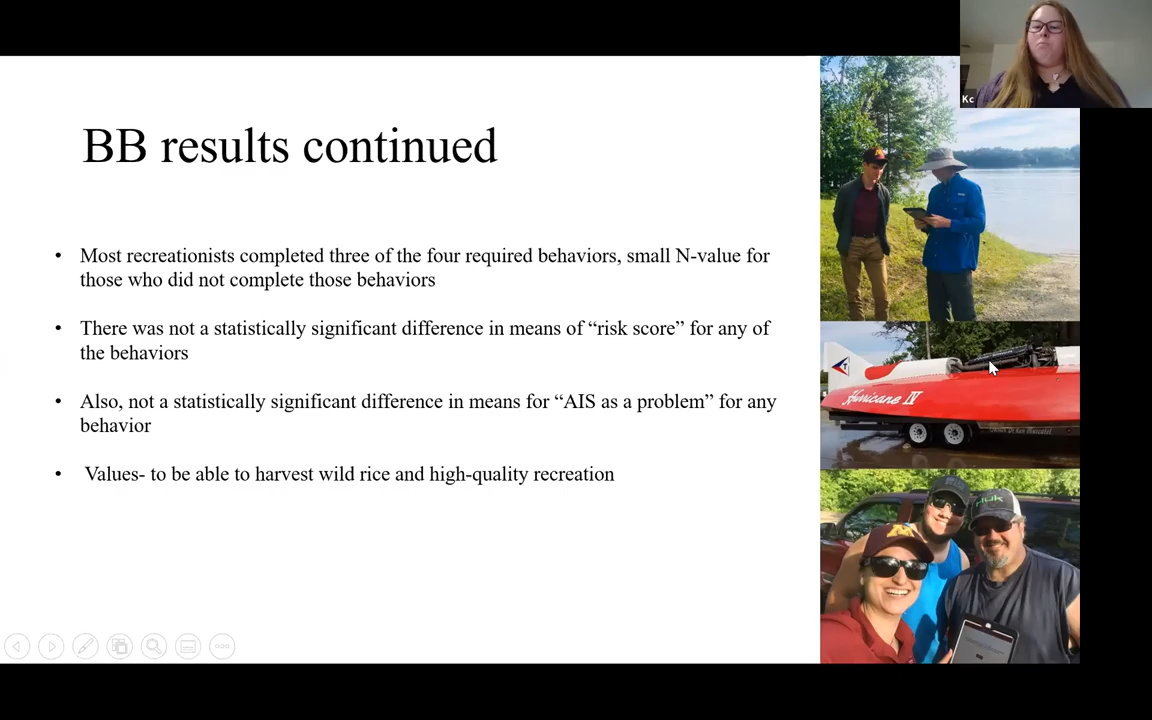 Kc
BB results continued
• Most recreationists completed three of the four required behaviors, small N-value for
those who did not complete those behaviors
• There was not a statistically significant difference in means of “risk score” for any of
the behaviors
• Also, not a statistically significant difference in means for “AIS as a problem” for any
behavior
• Values- to be able to harvest wild rice and high-quality recreation
Hurricane IV
HUK